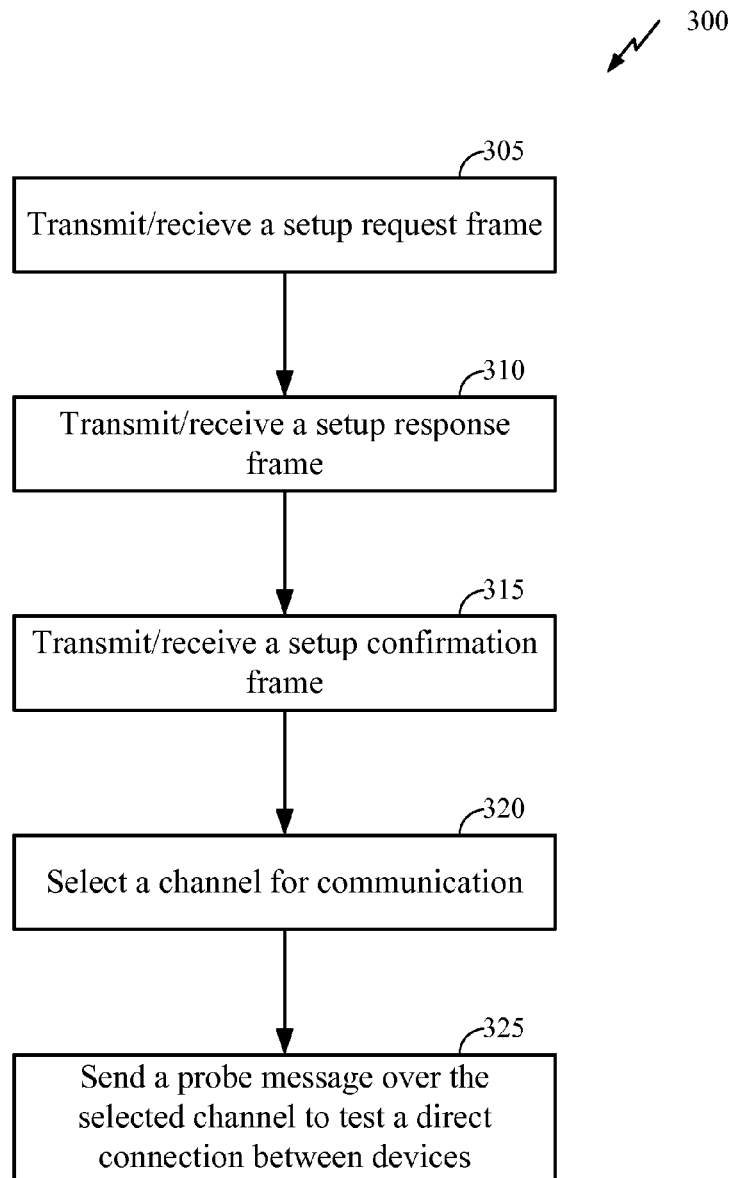 300
305
Transmit/recieve a setup request frame
310
Transmit/receive a setup response
frame
315
Transmit/receive a setup confirmation
frame
320
Select a channel for communication
325
Send a probe message over the
selected channel to test a direct
connection between devices